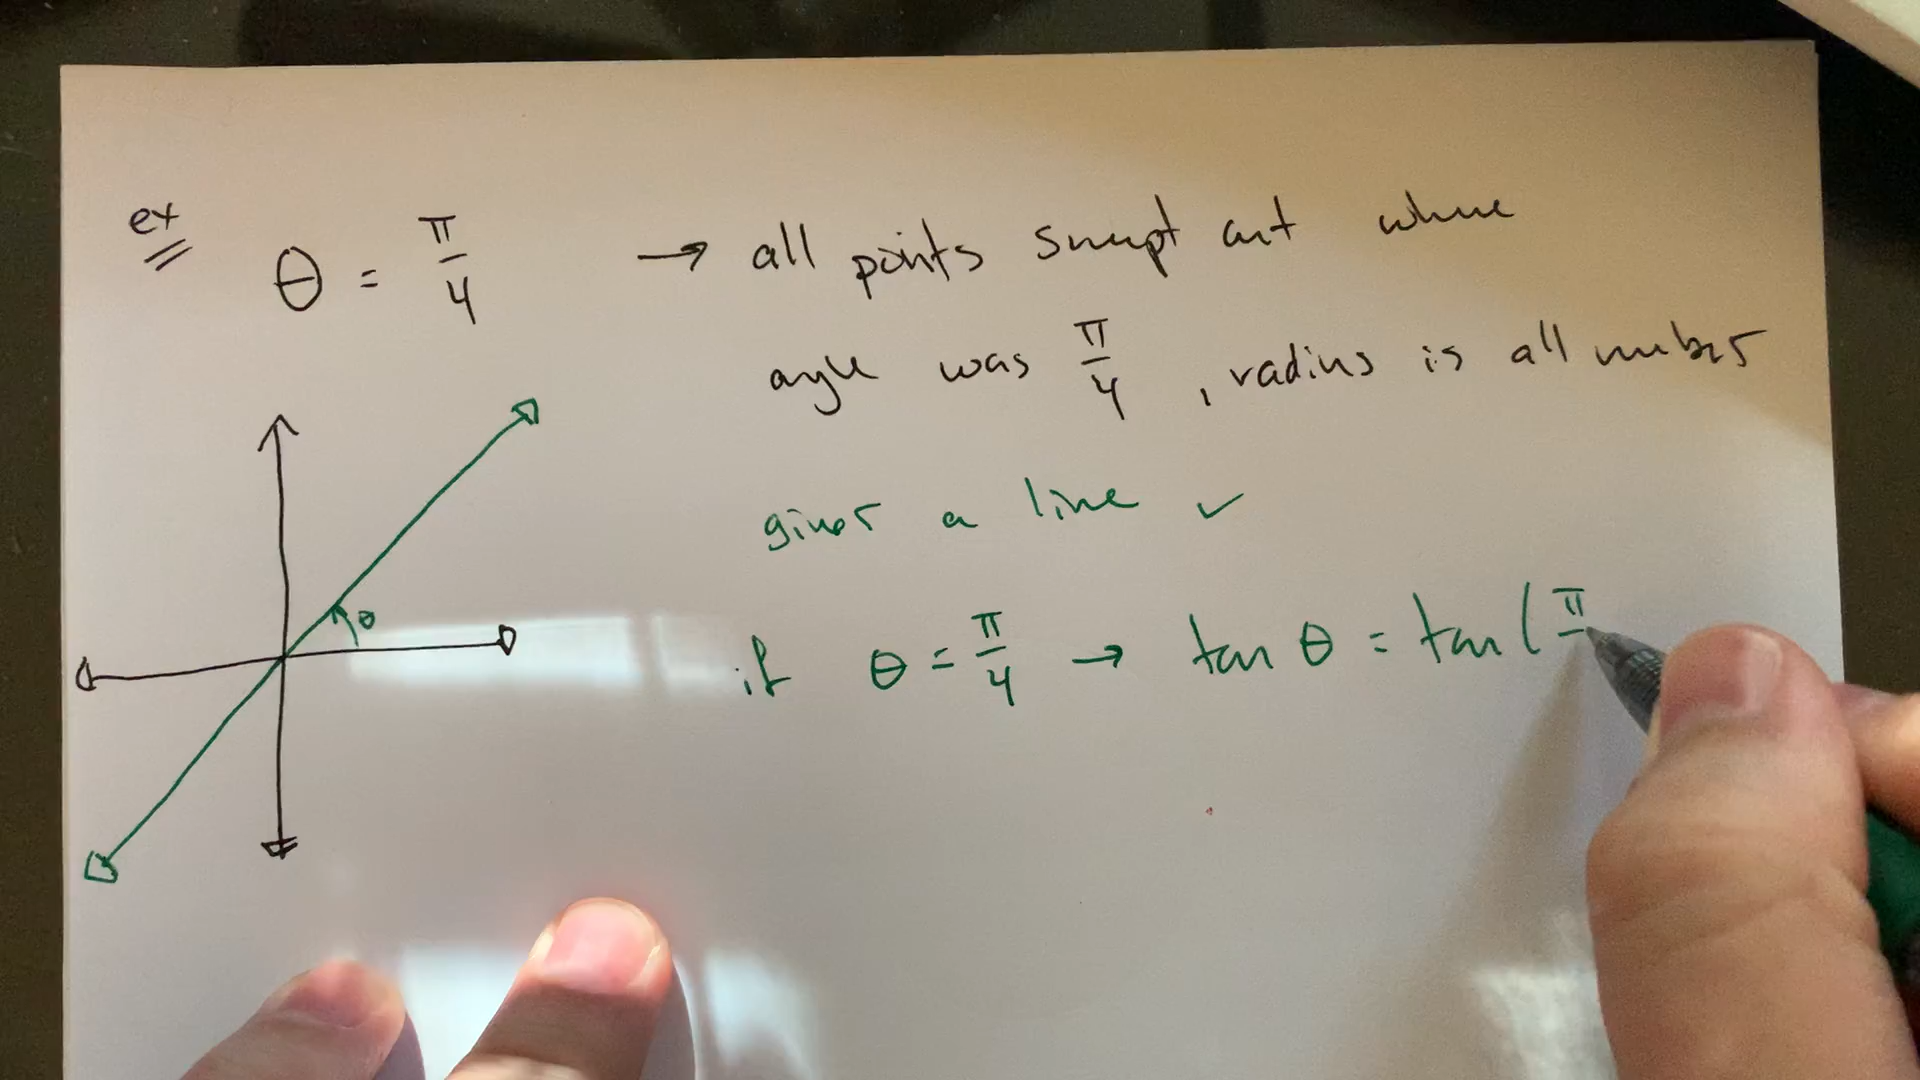 ex θ = π/4 → all points swept out where
angle was π/4 , radius is all numbers
gives a line ✓
θ
if θ = π/4 → tan θ = tan ( π